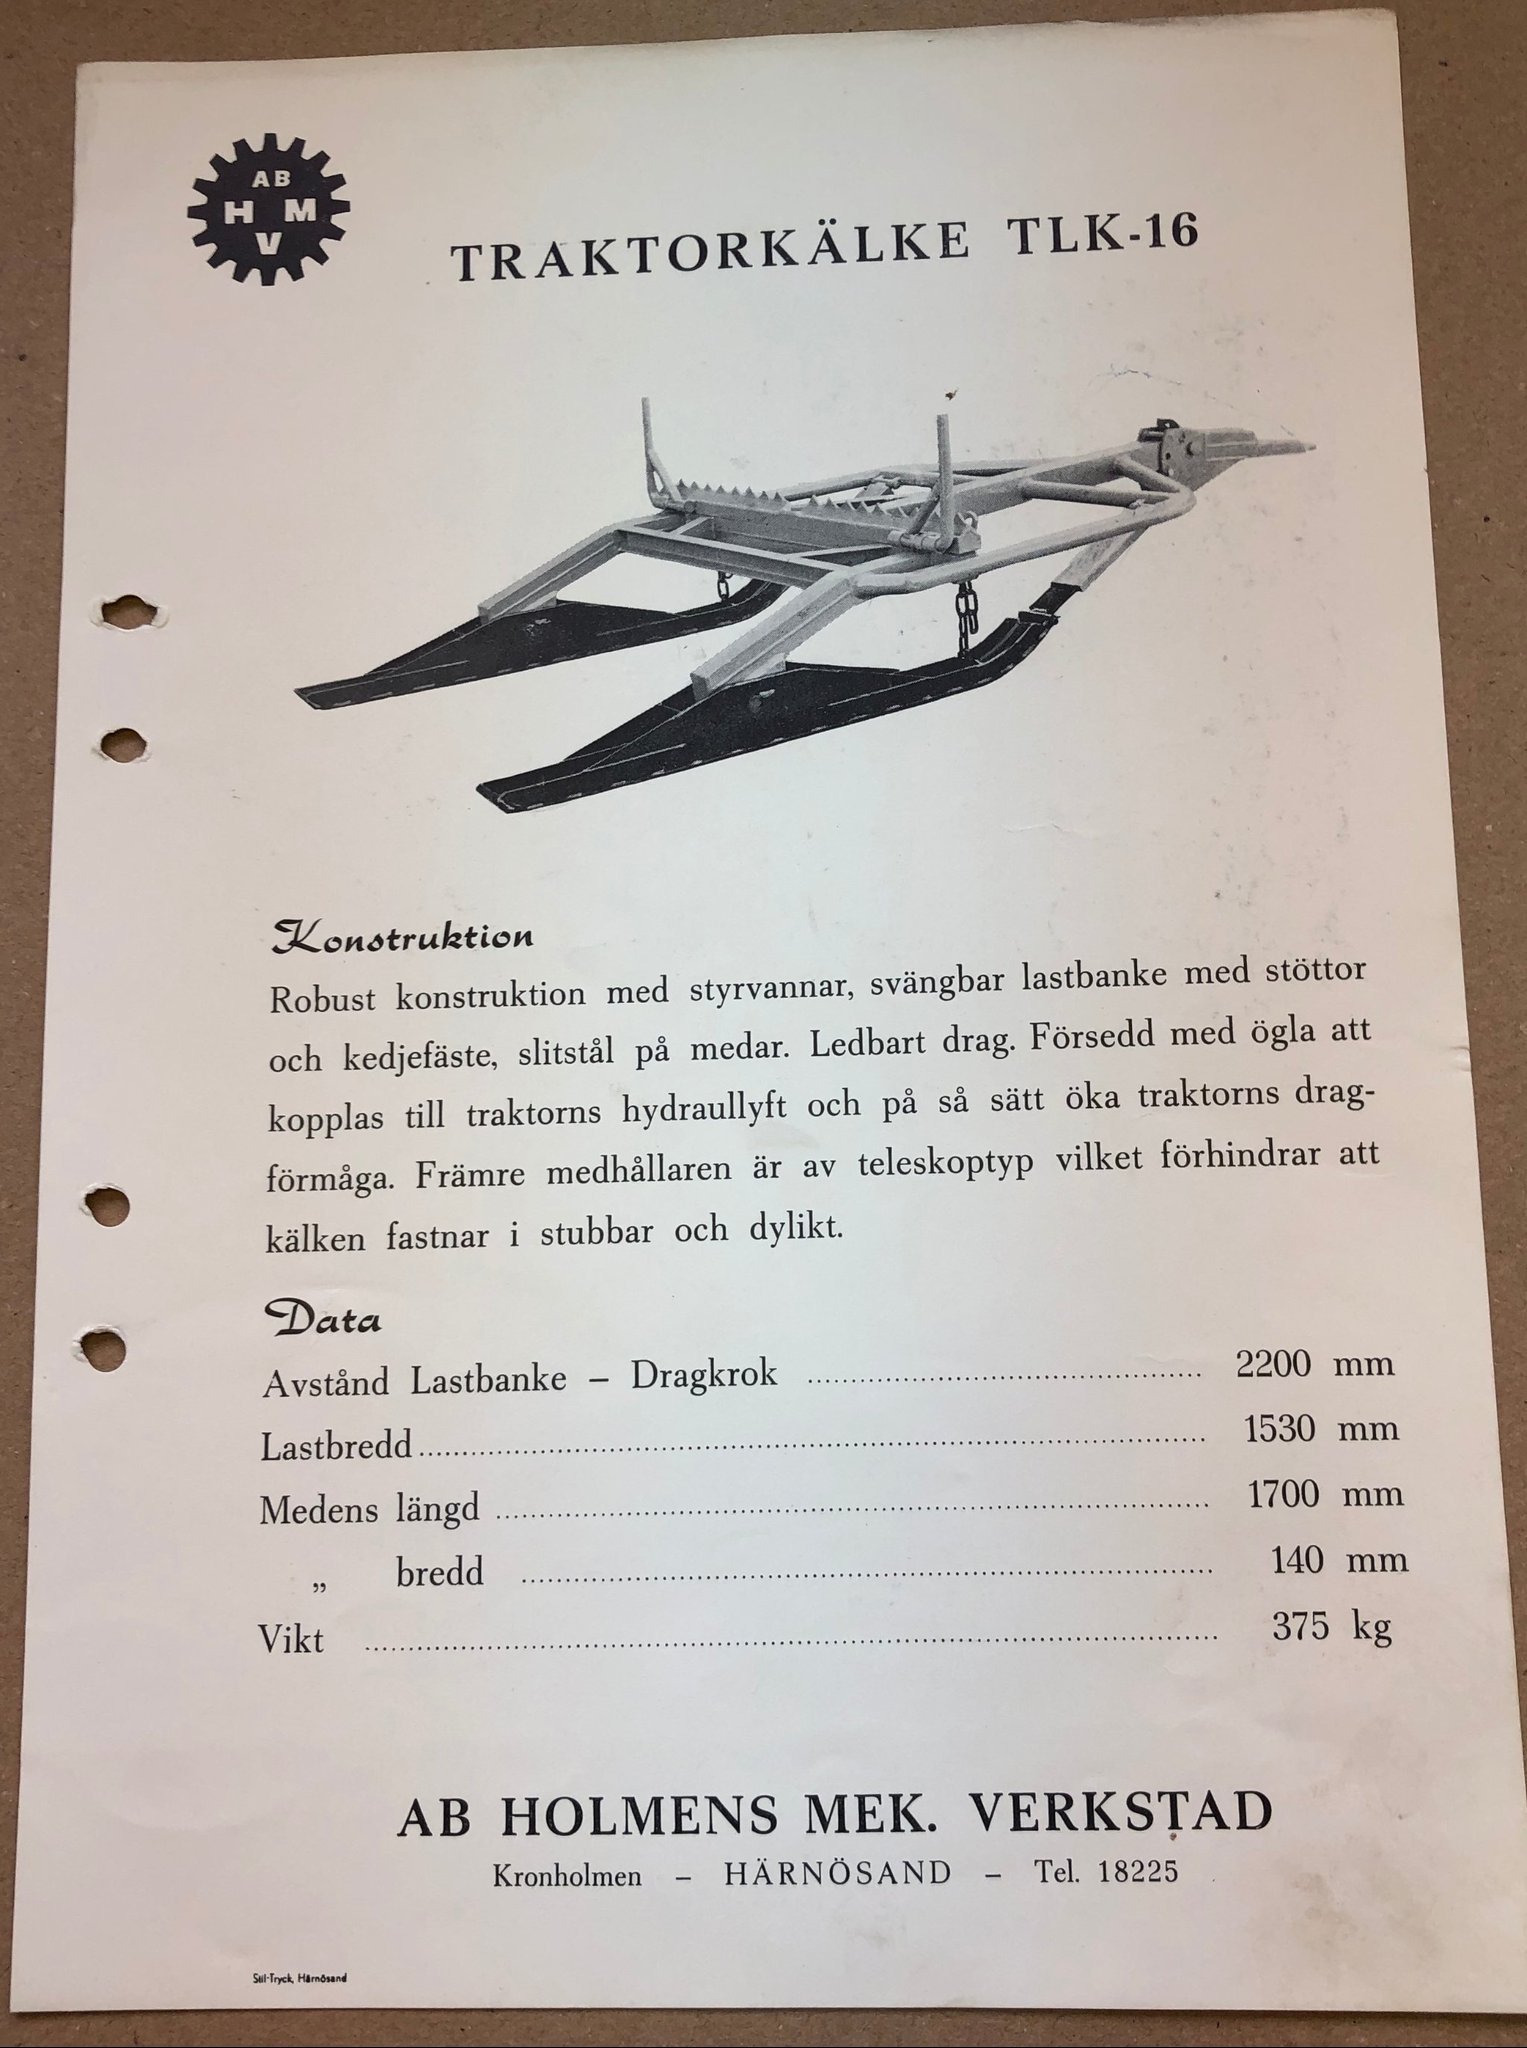 AB
H M
V
TRAKTORKÄLKE TLK-16
Konstruktion
Robust konstruktion med styrvannar, svängbar lastbanke med stöttor
och kedjefäste, slitstål på medar. Ledbart drag. Försedd med ögla att
kopplas till traktorns hydraullyft och på så sätt öka traktorns drag-
förmåga. Främre medhållaren är av teleskoptyp vilket förhindrar att
kälken fastnar i stubbar och dylikt.
Data
Avstånd Lastbanke – Dragkrok ........................................ 2200 mm
Lastbredd ........................................ 1530 mm
Medens längd ........................................ 1700 mm
„ bredd ........................................ 140 mm
Vikt ........................................ 375 kg
AB HOLMENS MEK. VERKSTAD
Kronholmen – HÄRNÖSAND – Tel. 18225
Stil-Tryck, Härnösand